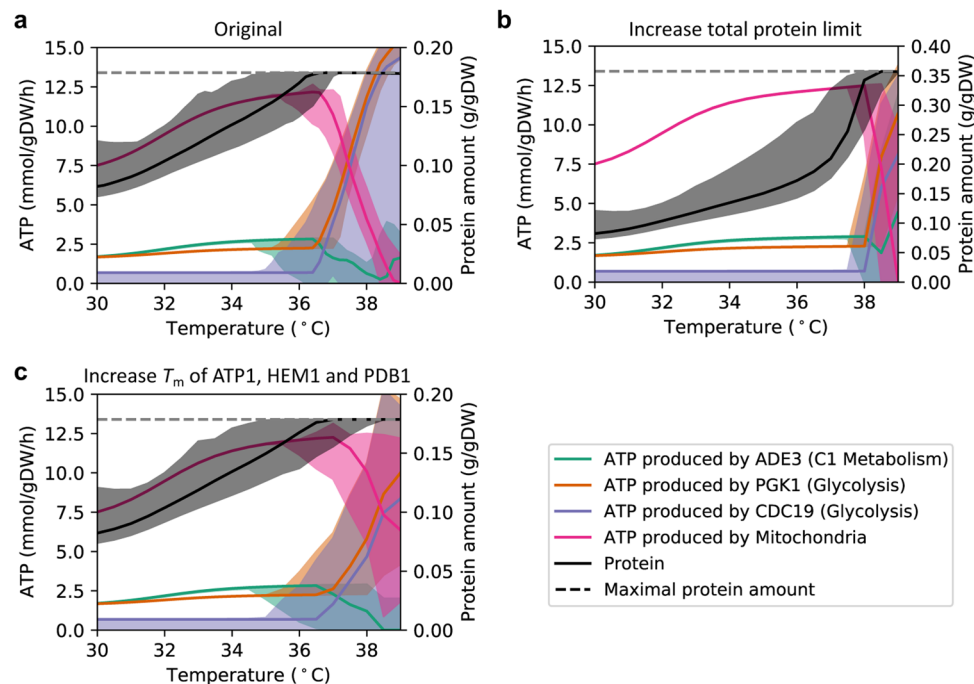 a
Original
15.0
12.5
10.0
7.5
5.0
2.5
0.0
ATP (mmol/gDW/h)
0.20
0.15
0.10
0.05
0.00
Protein amount (g/gDW)
30 32 34 36 38
Temperature (°C)
b
Increase total protein limit
15.0
12.5
10.0
7.5
5.0
2.5
0.0
ATP (mmol/gDW/h)
0.40
0.35
0.30
0.25
0.20
0.15
0.10
0.05
0.00
Protein amount (g/gDW)
30 32 34 36 38
Temperature (°C)
c
Increase Tm of ATP1, HEM1 and PDB1
15.0
12.5
10.0
7.5
5.0
2.5
0.0
ATP (mmol/gDW/h)
0.20
0.15
0.10
0.05
0.00
Protein amount (g/gDW)
30 32 34 36 38
Temperature (°C)
ATP produced by ADE3 (C1 Metabolism)
ATP produced by PGK1 (Glycolysis)
ATP produced by CDC19 (Glycolysis)
ATP produced by Mitochondria
Protein
Maximal protein amount